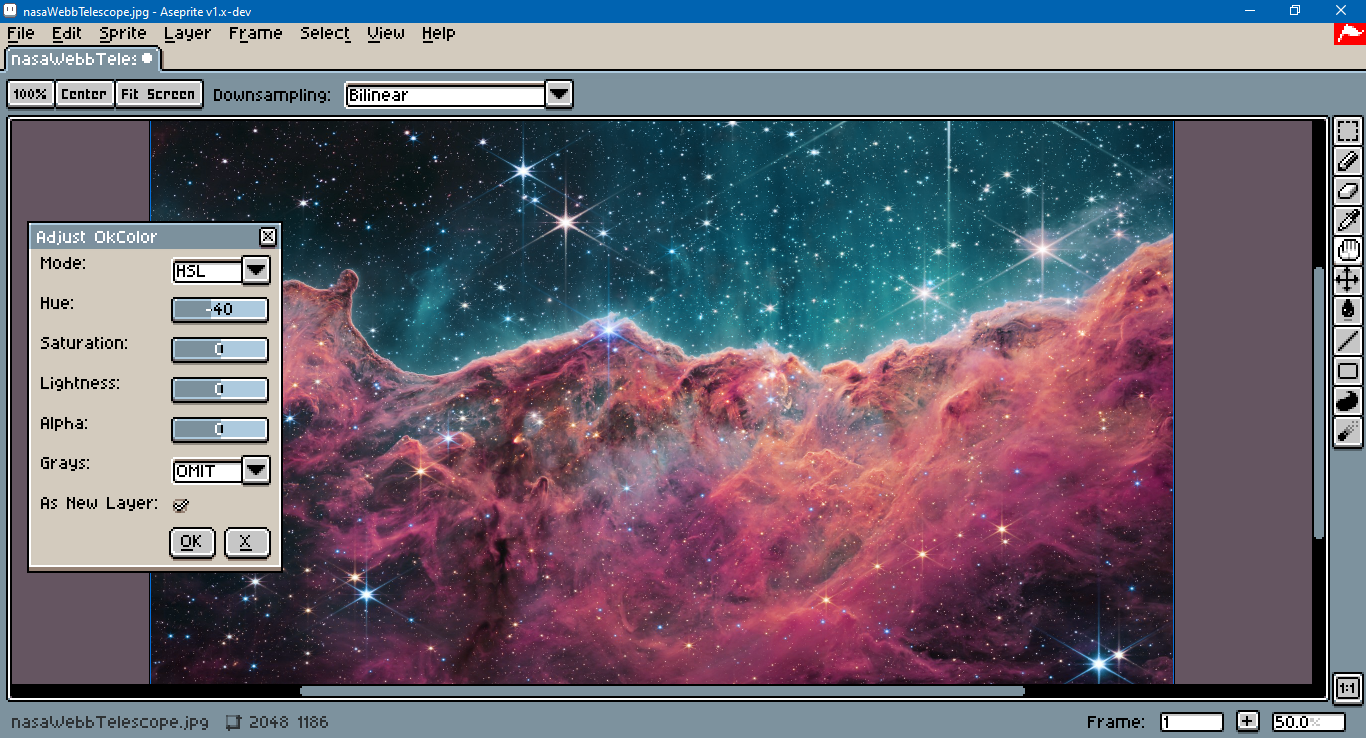 nasaWebbTelescope.jpg - Aseprite v1.x-dev
File Edit Sprite Layer Frame Select View Help
nasaWebbTeles
100% Center Fit Screen Downsampling: Bilinear
Adjust OkColor
Mode: HSL
Hue: -40
Saturation: 0
Lightness: 0
Alpha: 0
Grays: OMIT
As New Layer:
OK X
1:1
nasaWebbTelescope.jpg 2048 1186 Frame: 1 + 50.0%